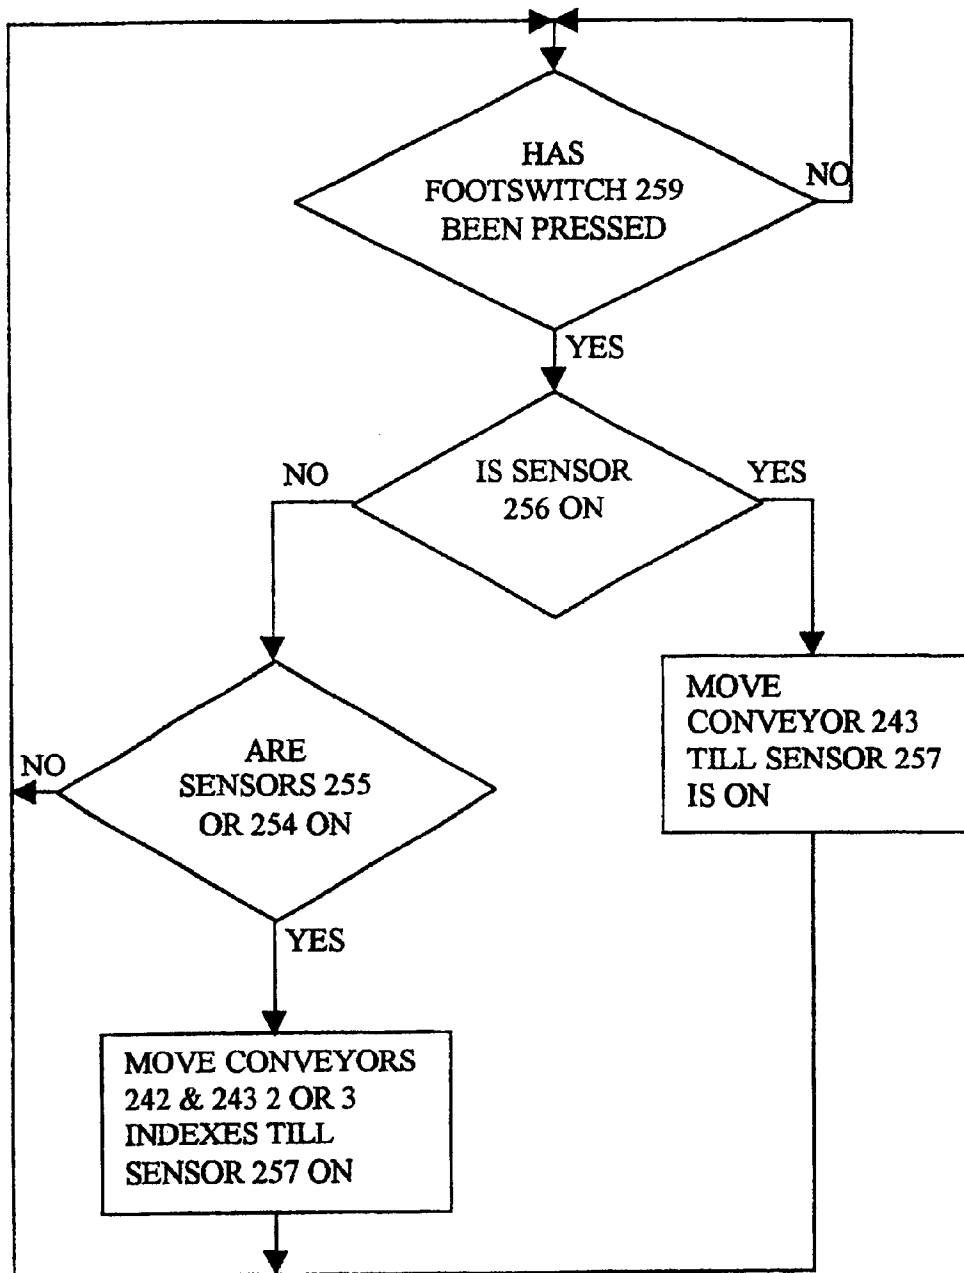 HAS
FOOTSWITCH 259
BEEN PRESSED
NO
YES
IS SENSOR
256 ON
NO
YES
ARE
SENSORS 255
OR 254 ON
NO
YES
MOVE
CONVEYOR 243
TILL SENSOR 257
IS ON
MOVE CONVEYORS
242 & 243 2 OR 3
INDEXES TILL
SENSOR 257 ON